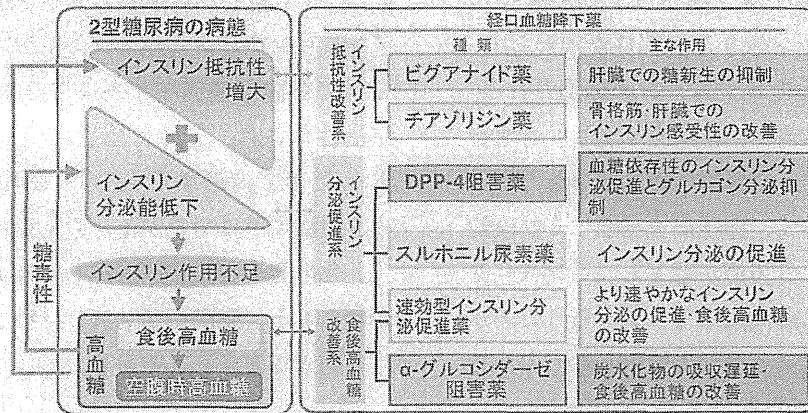 2型糖尿病の病態
インスリン抵抗性
増大
インスリン
分泌能低下
インスリン作用不足
糖毒性
高血糖
食後高血糖
空腹時高血糖
経口血糖降下薬
種類
主な作用
インスリン
抵抗性改善系
ビグアナイド薬
肝臓での糖新生の抑制
チアゾリジン薬
骨格筋・肝臓での
インスリン感受性の改善
インスリン
分泌促進系
DPP-4阻害薬
血糖依存性のインスリン分
泌促進とグルカゴン分泌抑
制
スルホニル尿素薬
インスリン分泌の促進
速効型インスリン分
泌促進薬
より速やかなインスリン
分泌の促進・食後高血糖
の改善
食後高血糖
改善系
α-グルコシダーゼ
阻害薬
炭水化物の吸収遅延・
食後高血糖の改善